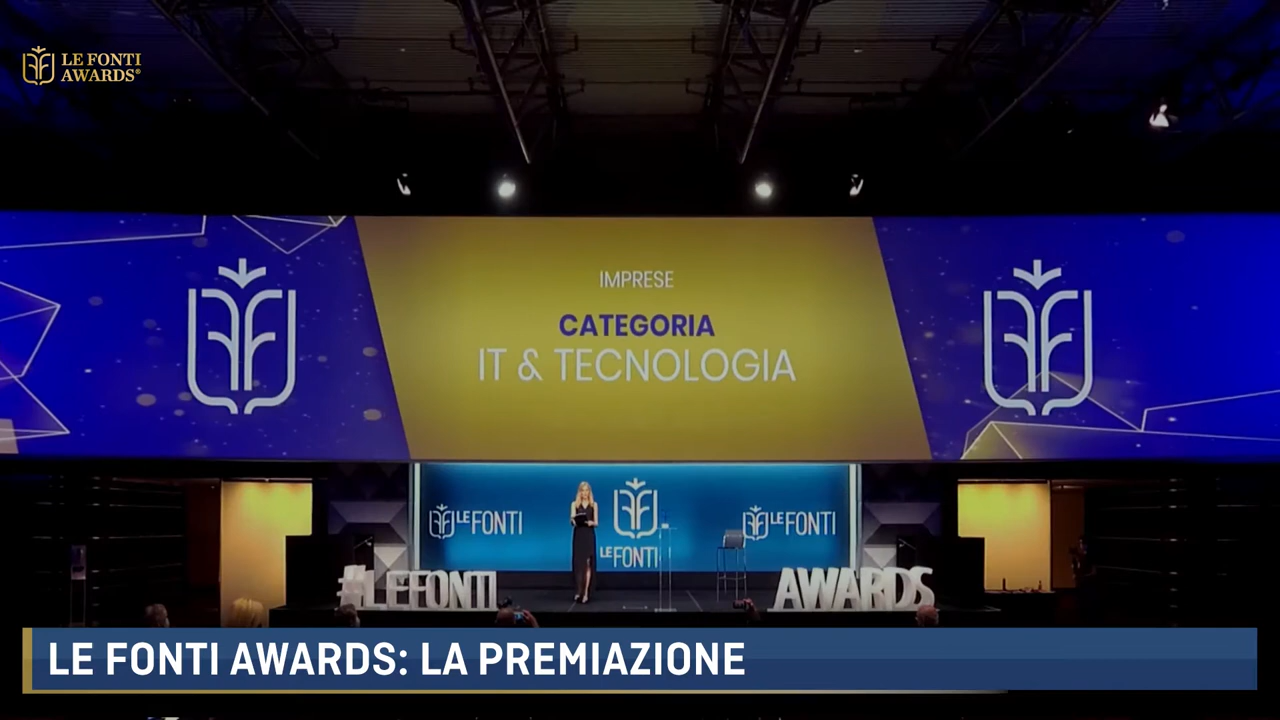 LE FONTI
AWARDS®
IMPRESE
CATEGORIA
IT & TECNOLOGIA
LE FONTI
LE FONTI
LE FONTI
#LEFONTI
AWARDS
LE FONTI AWARDS: LA PREMIAZIONE